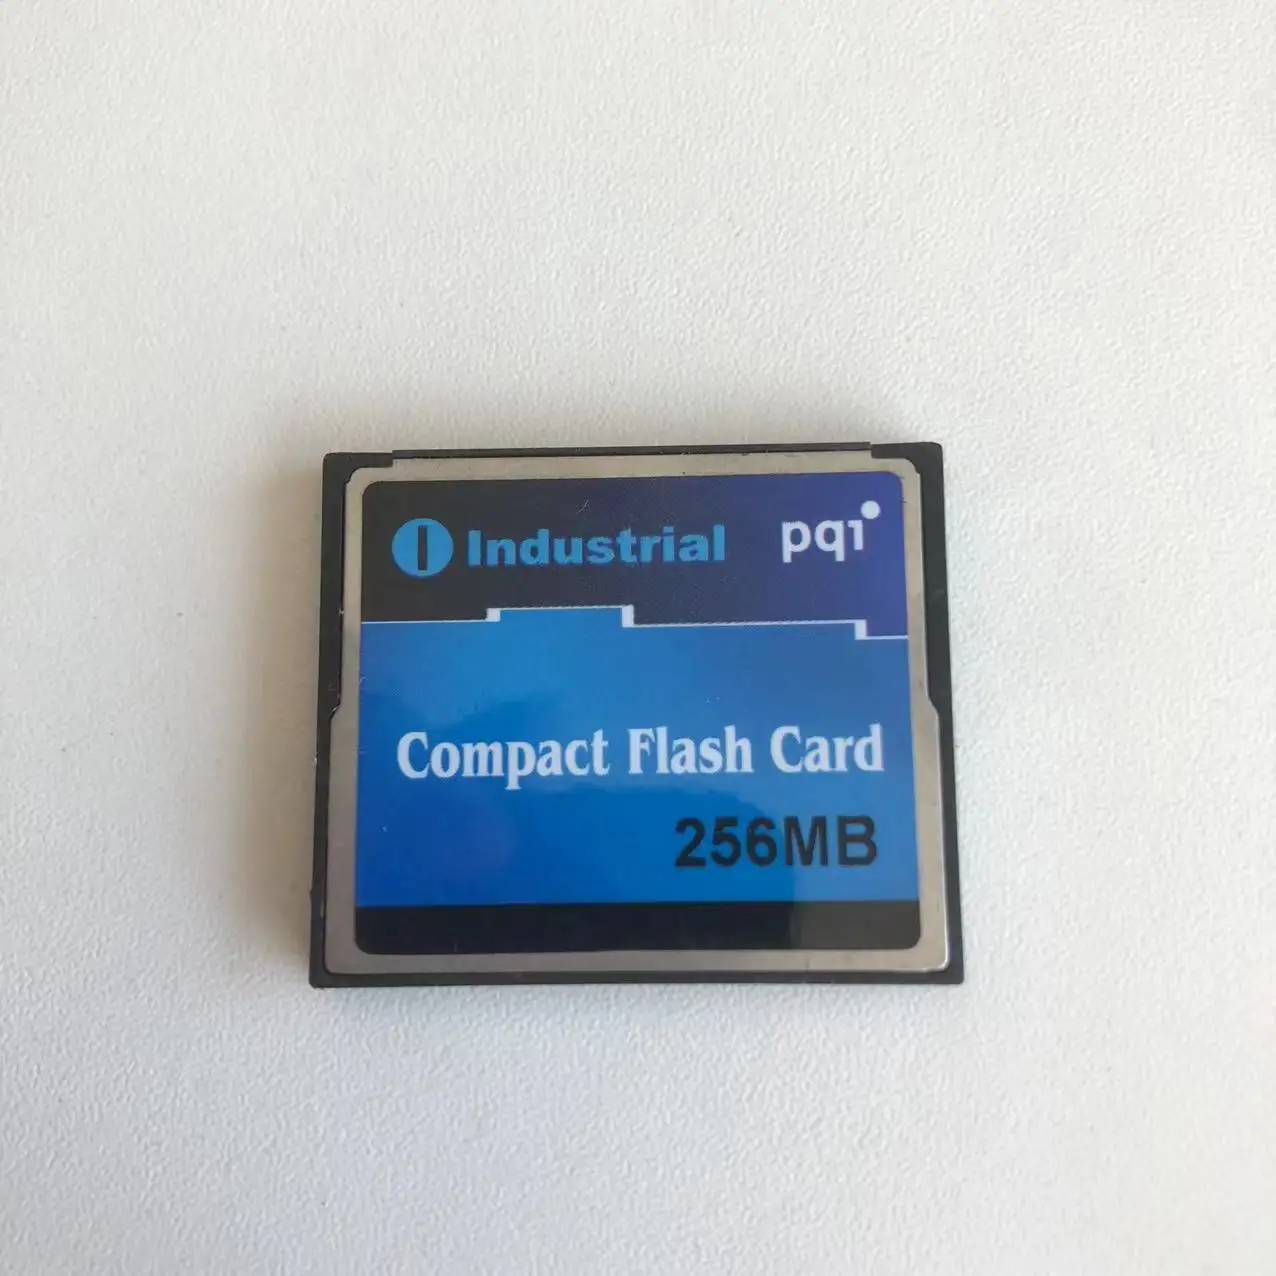 Industrial pqi
Compact Flash Card
256MB